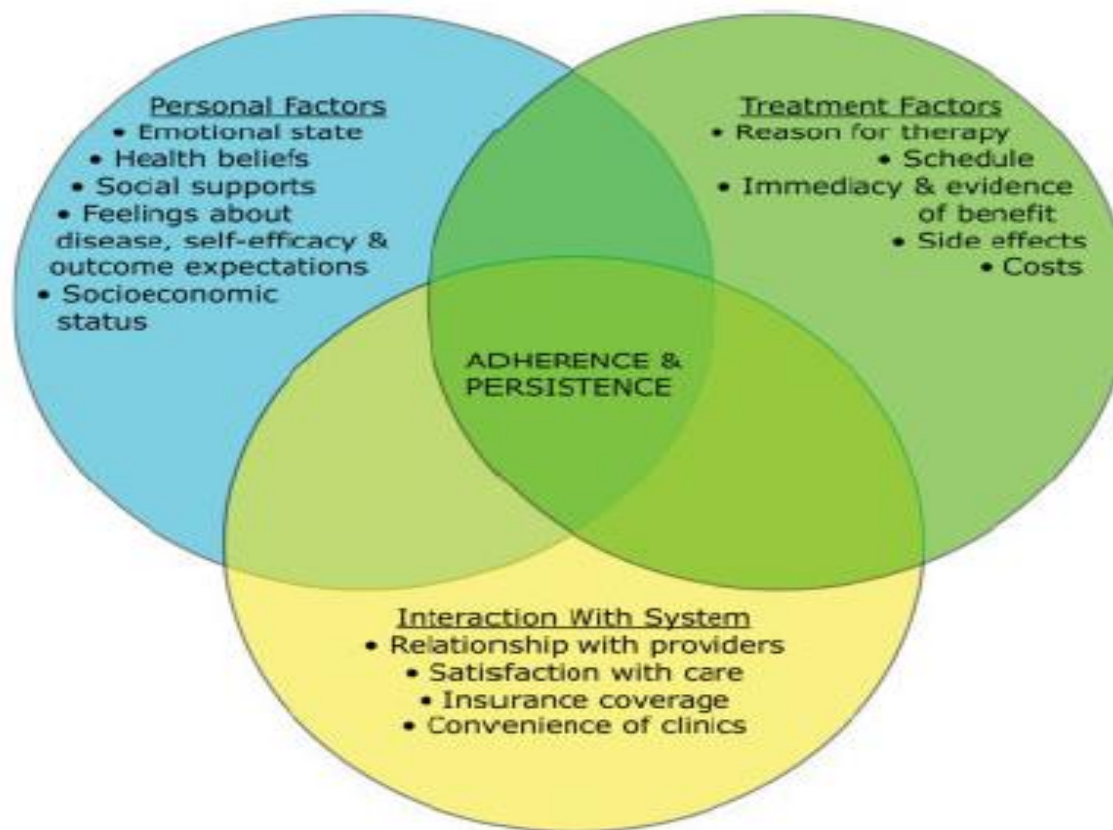 Personal Factors
• Emotional state
• Health beliefs
• Social supports
• Feelings about
disease, self-efficacy &
outcome expectations
• Socioeconomic
status
Treatment Factors
• Reason for therapy
• Schedule
• Immediacy & evidence
of benefit
• Side effects
• Costs
ADHERENCE &
PERSISTENCE
Interaction With System
• Relationship with providers
• Satisfaction with care
• Insurance coverage
• Convenience of clinics